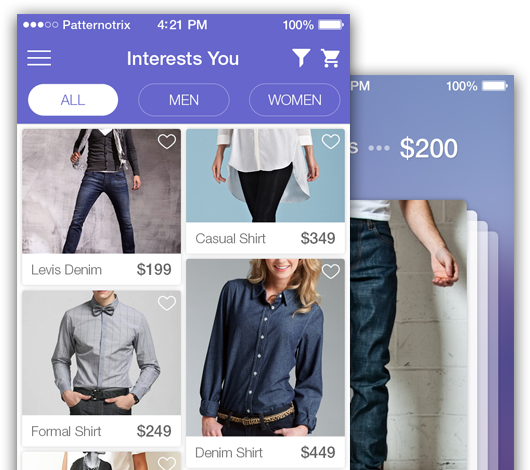 Patternotrix 4:21 PM 100%
Interests You
ALL MEN WOMEN
Levis Denim $199
Casual Shirt $349
Formal Shirt $249
Denim Shirt $449
PM 100%
$200